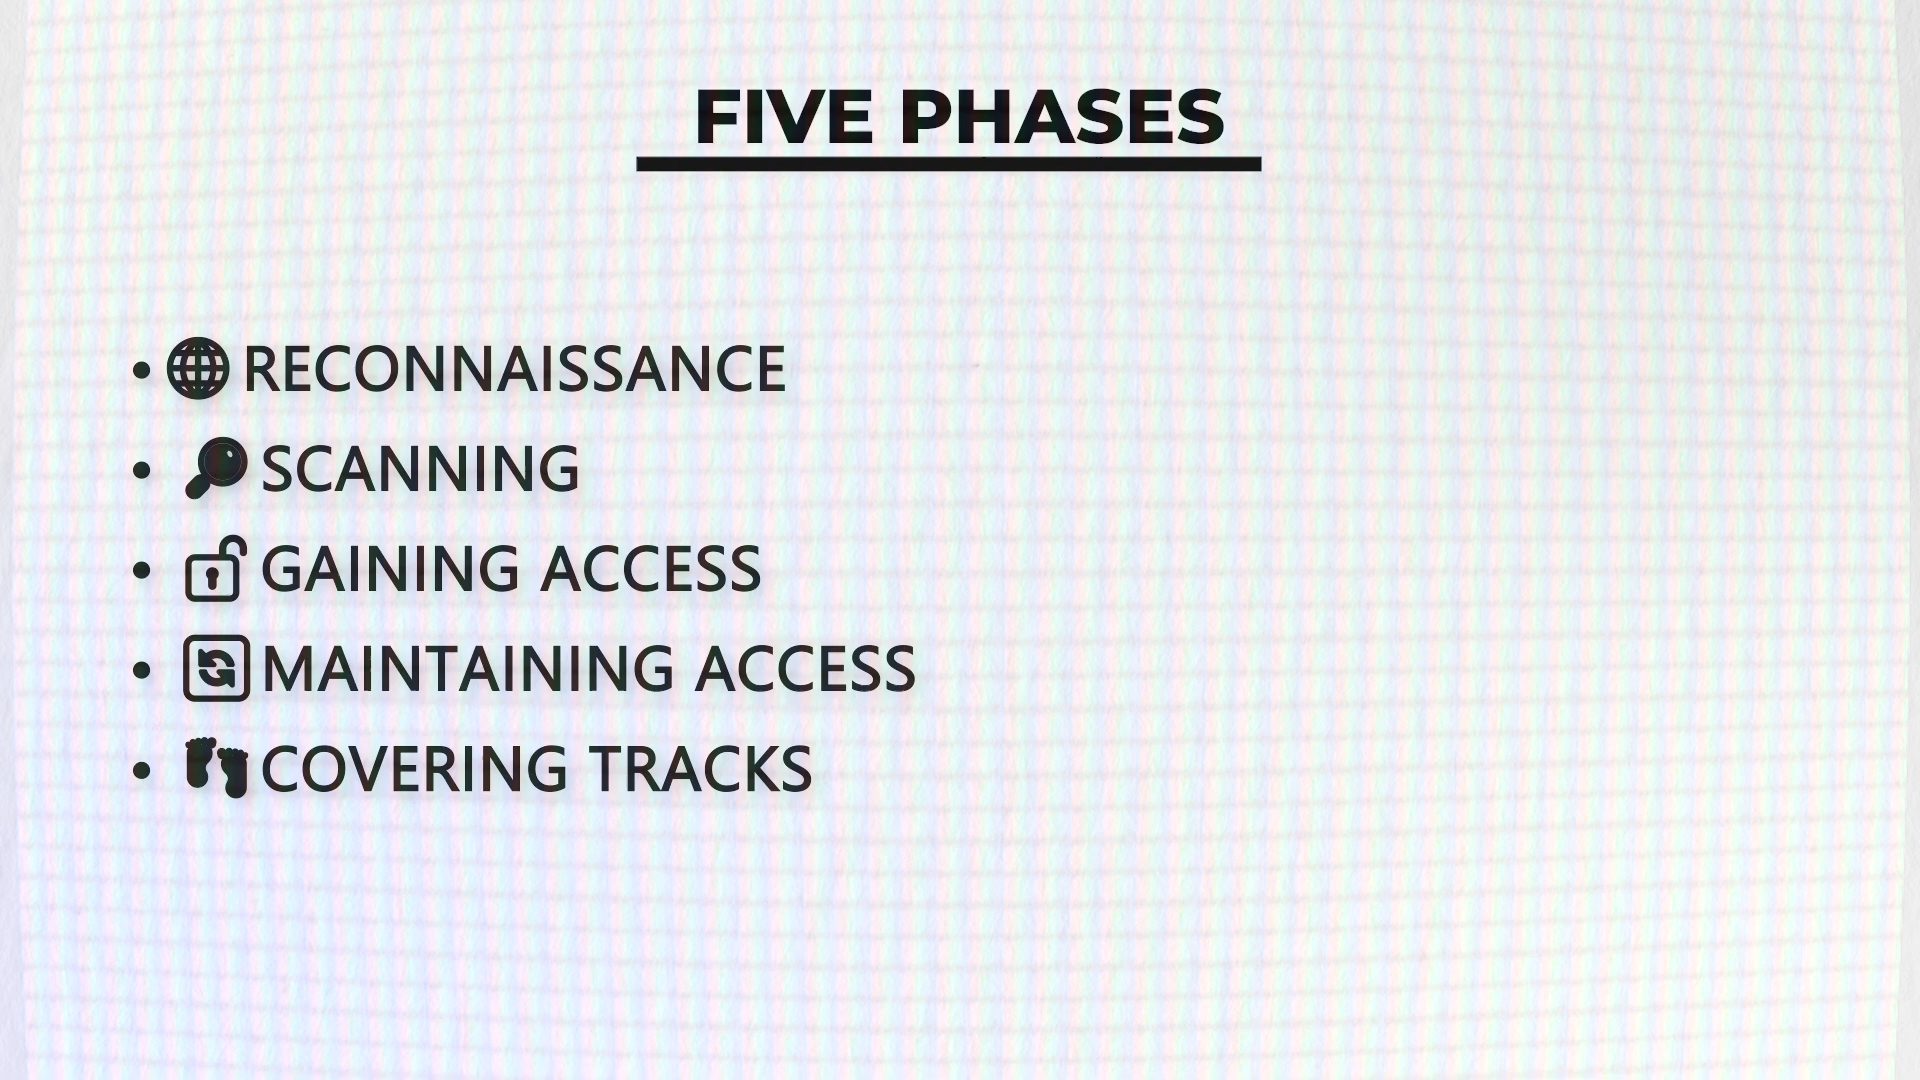 FIVE PHASES
• 🌐 RECONNAISSANCE
• 🔎 SCANNING
• 🔓 GAINING ACCESS
• 🔄 MAINTAINING ACCESS
• 👣 COVERING TRACKS